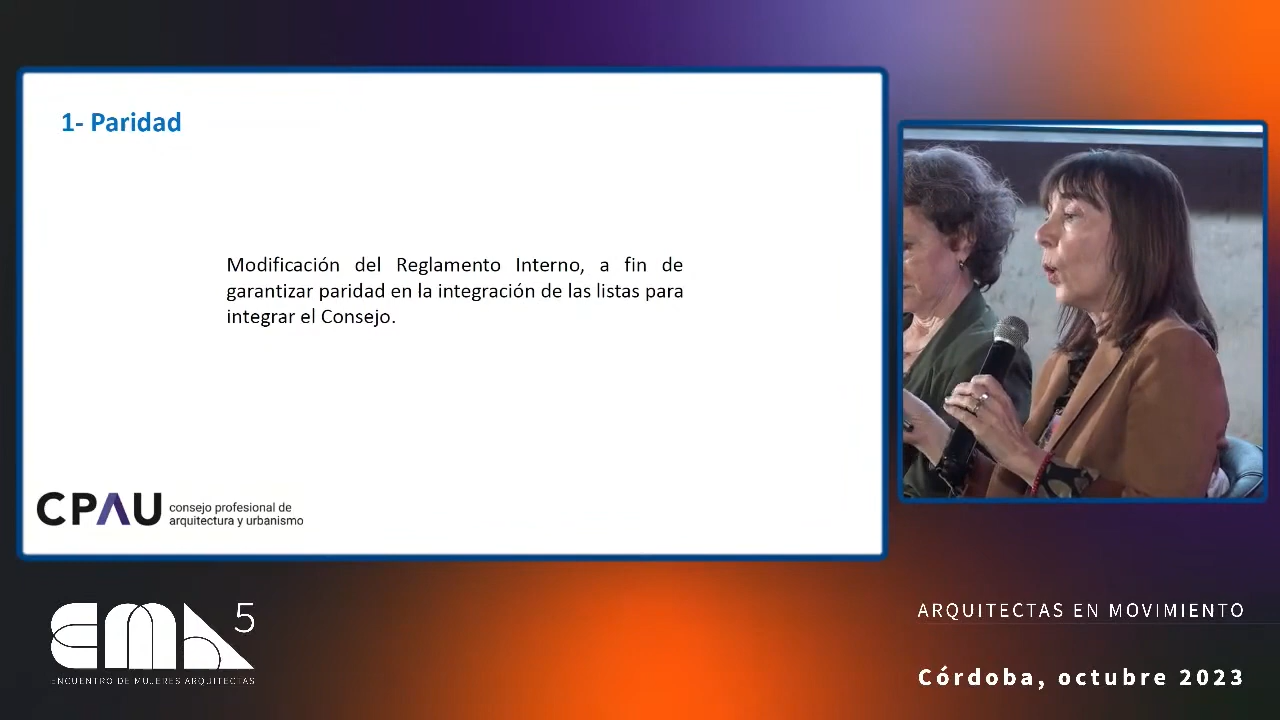 1- Paridad
Modificación del Reglamento Interno, a fin de
garantizar paridad en la integración de las listas para
integrar el Consejo.
CPAU consejo profesional de
arquitectura y urbanismo
EMA 5
ENCUENTRO DE MUJERES ARQUITECTAS
ARQUITECTAS EN MOVIMIENTO
Córdoba, octubre 2023